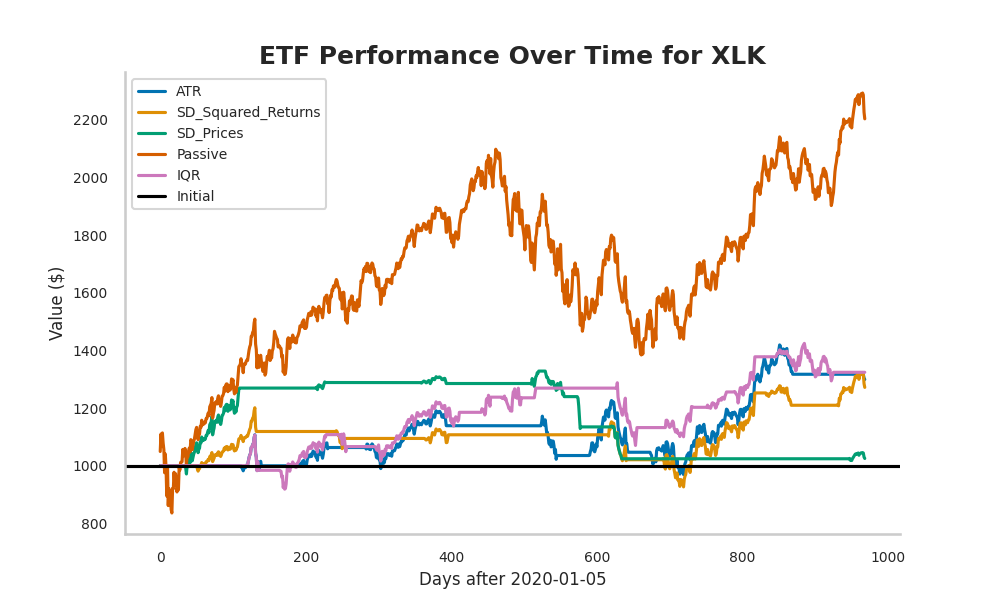 ETF Performance Over Time for XLK
ATR
SD_Squared_Returns
SD_Prices
Passive
IQR
Initial
2200
2000
1800
1600
1400
1200
1000
800
Value ($)
0 200 400 600 800 1000
Days after 2020-01-05